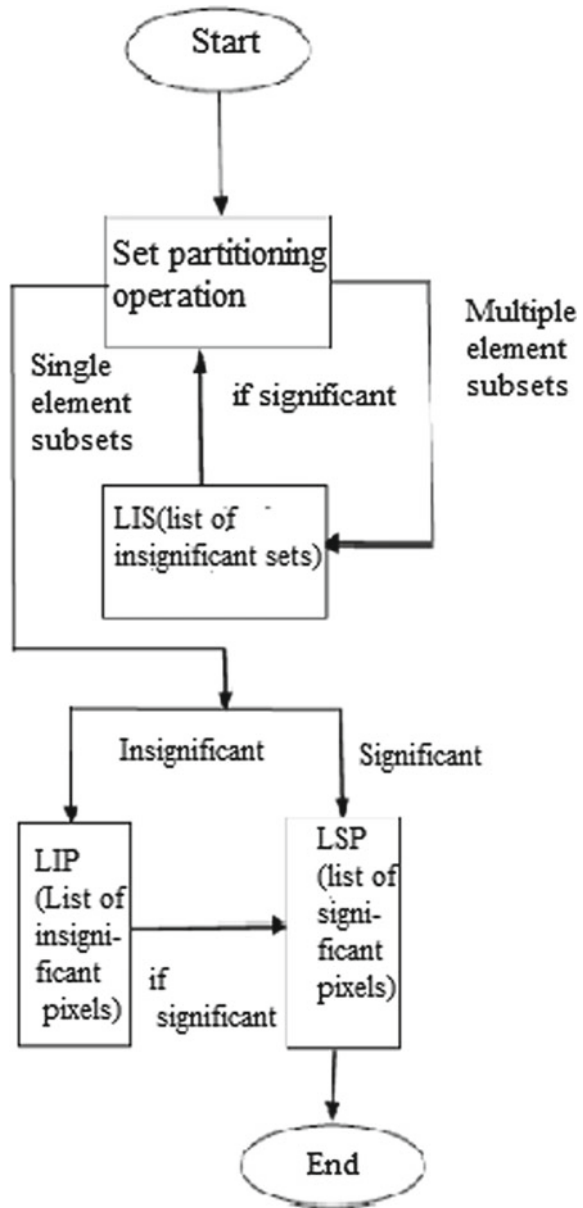 Start
Set partitioning
operation
Multiple
element
subsets
Single
element
subsets
if significant
LIS(list of
insignificant sets)
Insignificant
Significant
LIP
(List of
insigni-
ficant
pixels)
LSP
(list of
signi-
ficant
pixels)
if
significant
End